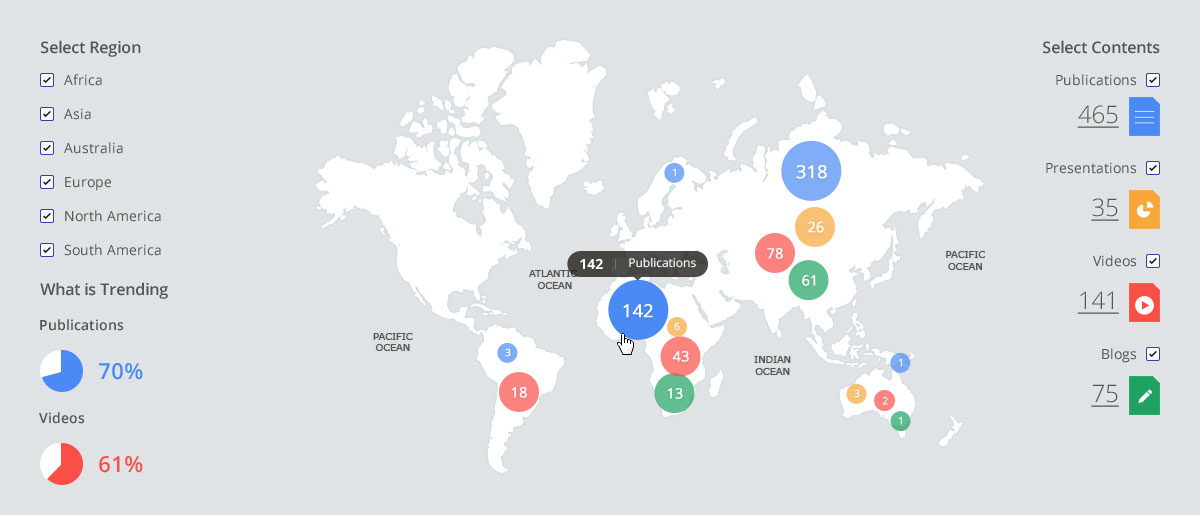 Select Region
Africa
Asia
Australia
Europe
North America
South America
What is Trending
Publications
70%
Videos
61%
1
318
26
78
61
142 | Publications
ATLANTIC
OCEAN
142
6
43
13
PACIFIC
OCEAN
3
18
INDIAN
OCEAN
PACIFIC
OCEAN
1
3
2
1
Select Contents
Publications
465
Presentations
35
Videos
141
Blogs
75